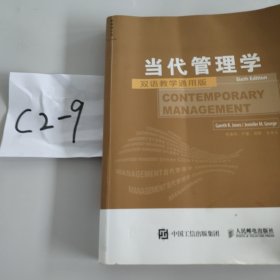 C2-9
当代管理学
双语教学通用版
Sixth Edition
CONTEMPORARY
MANAGEMENT
Gareth R. Jones / Jennifer M. George
中国工信出版集团
人民邮电出版社